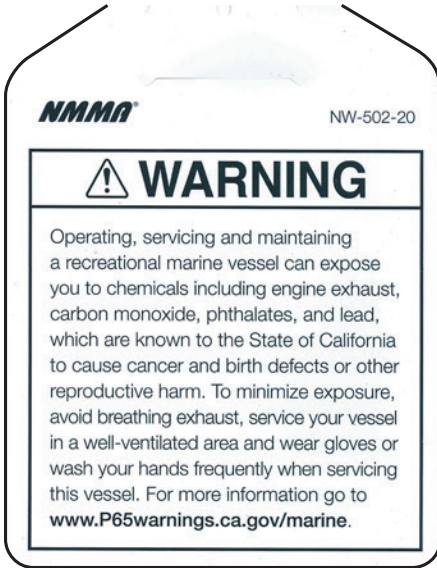 NMMA®
NW-502-20
WARNING
Operating, servicing and maintaining
a recreational marine vessel can expose
you to chemicals including engine exhaust,
carbon monoxide, phthalates, and lead,
which are known to the State of California
to cause cancer and birth defects or other
reproductive harm. To minimize exposure,
avoid breathing exhaust, service your vessel
in a well-ventilated area and wear gloves or
wash your hands frequently when servicing
this vessel. For more information go to
www.P65warnings.ca.gov/marine.